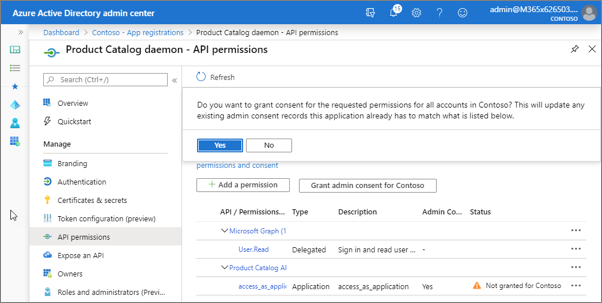 Azure Active Directory admin center
15
admin@M365x626503....
CONTOSO
Dashboard > Contoso - App registrations > Product Catalog daemon - API permissions
Product Catalog daemon - API permissions
Search (Ctrl+/)
Refresh
Overview
Quickstart
Manage
Branding
Authentication
Certificates & secrets
Token configuration (preview)
API permissions
Expose an API
Owners
Roles and administrators (Previ...
Do you want to grant consent for the requested permissions for all accounts in Contoso? This will update any
existing admin consent records this application already has to match what is listed below.
Yes No
permissions and consent
+ Add a permission Grant admin consent for Contoso
API / Permissions... Type Description Admin Co... Status
Microsoft Graph (1
User.Read Delegated Sign in and read user ... -
Product Catalog AP
access_as_applic Application access_as_application Yes Not granted for Contoso